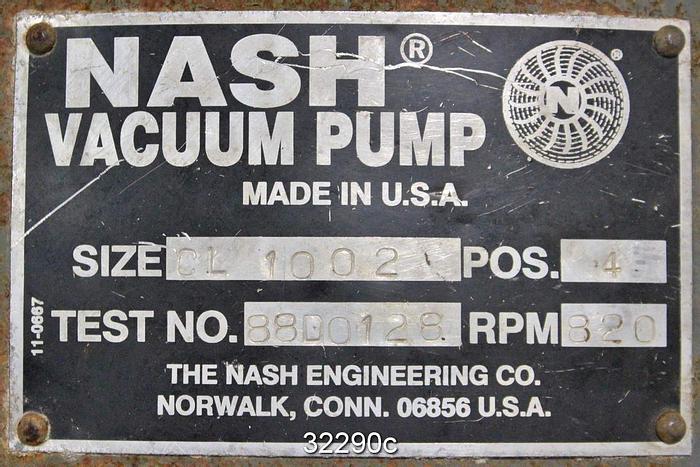 NASH®
VACUUM PUMP
N ®
MADE IN U.S.A.
SIZE CL 1002 POS. 4
TEST NO. 88D0128 RPM 820
11-0667
THE NASH ENGINEERING CO.
NORWALK, CONN. 06856 U.S.A.
32290c